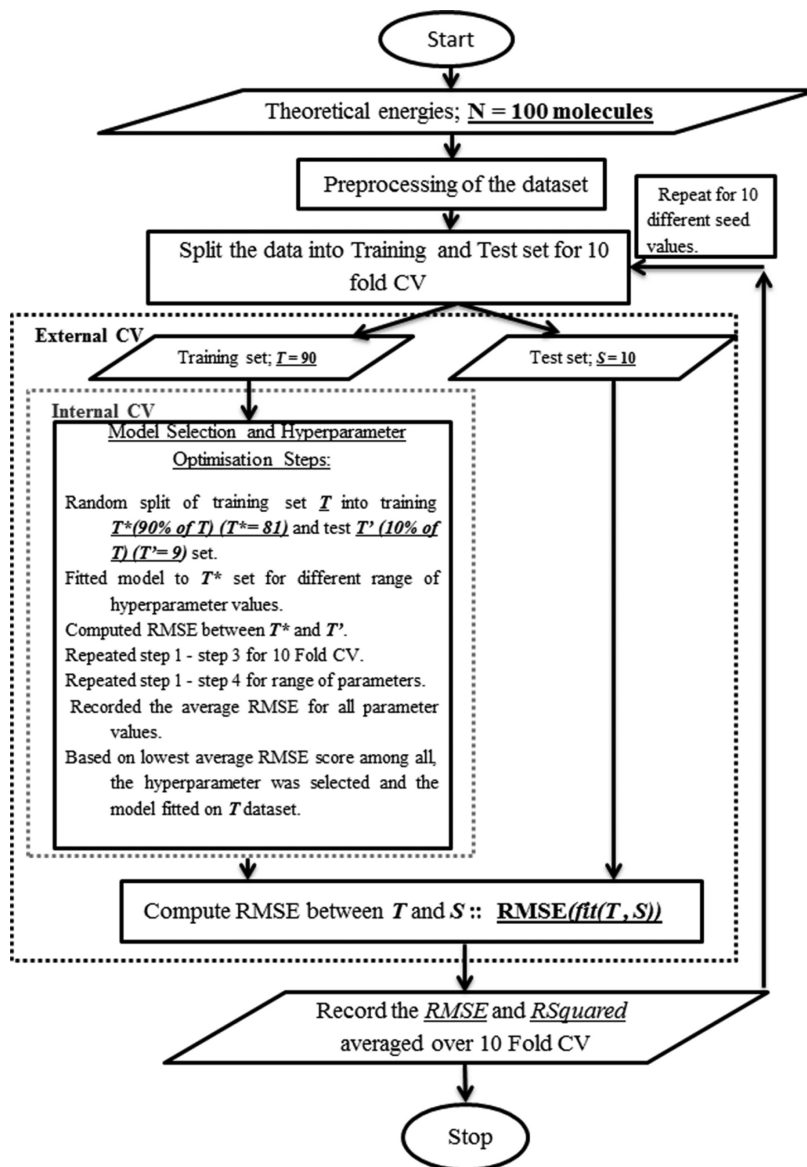 Start
Theoretical energies; N = 100 molecules
Preprocessing of the dataset
Repeat for 10
different seed
values.
Split the data into Training and Test set for 10
fold CV
External CV
Training set; T = 90
Test set; S = 10
Internal CV
Model Selection and Hyperparameter
Optimisation Steps:
Random split of training set T into training
T*(90% of T) (T*= 81) and test T' (10% of
T) (T'= 9) set.
Fitted model to T* set for different range of
hyperparameter values.
Computed RMSE between T* and T'.
Repeated step 1 - step 3 for 10 Fold CV.
Repeated step 1 - step 4 for range of parameters.
Recorded the average RMSE for all parameter
values.
Based on lowest average RMSE score among all,
the hyperparameter was selected and the
model fitted on T dataset.
Compute RMSE between T and S :: RMSE(fit(T , S))
Record the RMSE and RSquared
averaged over 10 Fold CV
Stop